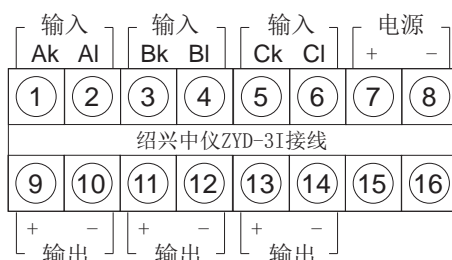 输入 输入 输入 电源
Ak Al Bk Bl Ck Cl + −
1 2 3 4 5 6 7 8
绍兴中仪ZYD-3I接线
9 10 11 12 13 14 15 16
+ − + − + −
输出 输出 输出